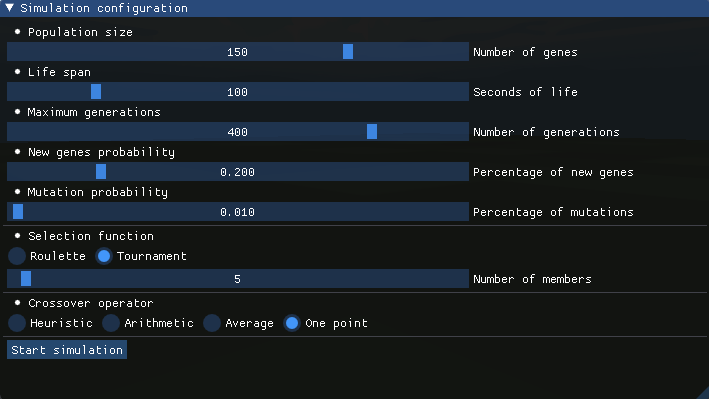 Simulation configuration
Population size
150 Number of genes
Life span
100 Seconds of life
Maximum generations
400 Number of generations
New genes probability
0.200 Percentage of new genes
Mutation probability
0.010 Percentage of mutations
Selection function
Roulette Tournament
5 Number of members
Crossover operator
Heuristic Arithmetic Average One point
Start simulation